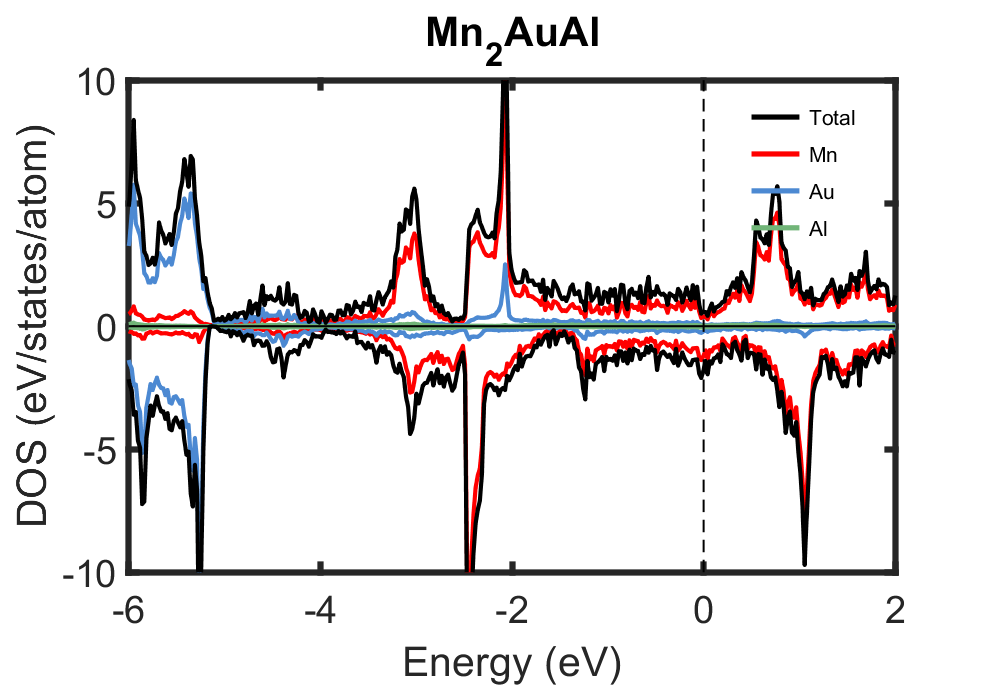 Mn₂AuAl
DOS (eV/states/atom)
10
5
0
-5
-10
Total
Mn
Au
Al
-6 -4 -2 0 2
Energy (eV)